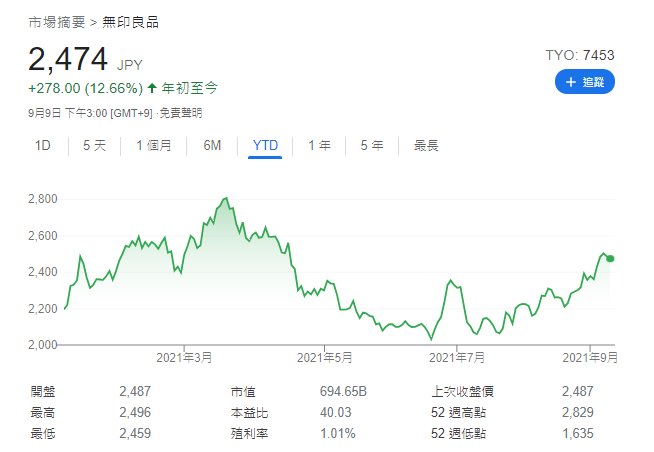 市場摘要 > 無印良品
2,474 JPY
TYO: 7453
+278.00 (12.66%) 年初至今
追蹤
9月9日 下午3:00 [GMT+9] ·免責聲明
1D 5 天 1 個月 6M YTD 1 年 5 年 最長
2,800
2,600
2,400
2,200
2,000
2021年3月 2021年5月 2021年7月 2021年9月
開盤 2,487 市值 694.65B 上次收盤價 2,487
最高 2,496 本益比 40.03 52 週高點 2,829
最低 2,459 殖利率 1.01% 52 週低點 1,635